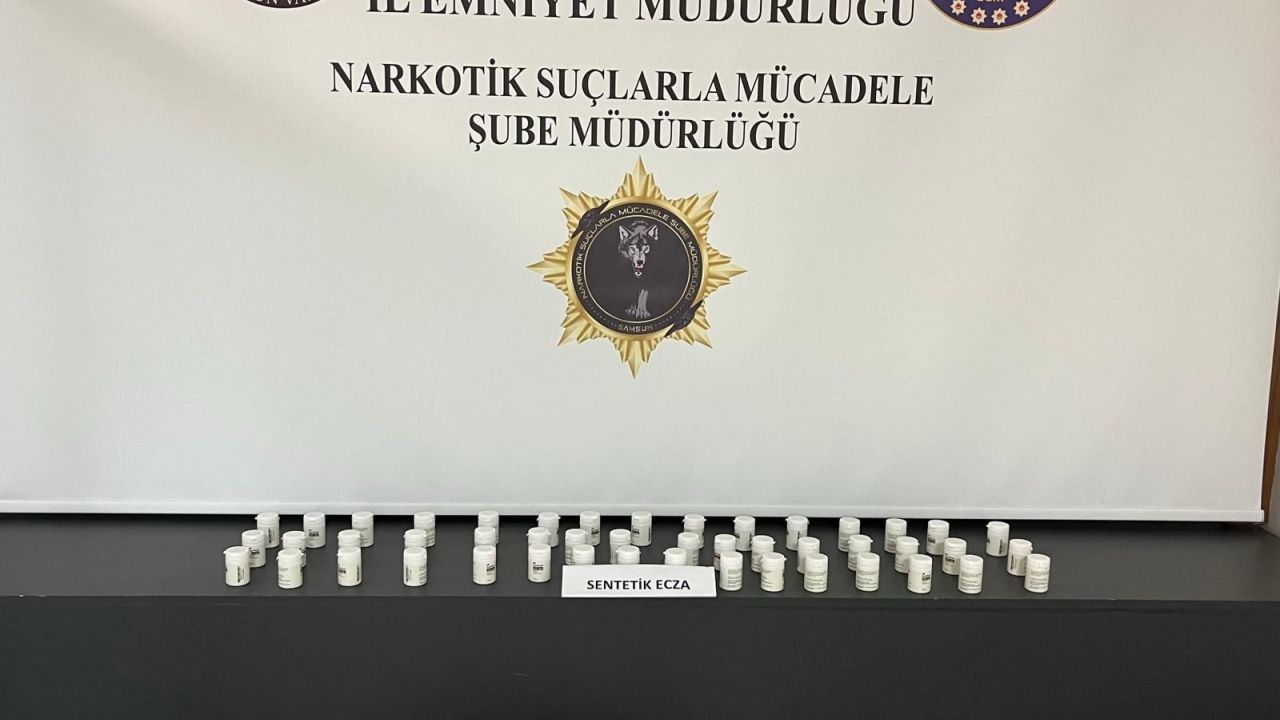 İL EMNİYET MÜDÜRLÜĞÜ
NARKOTİK SUÇLARLA MÜCADELE
ŞUBE MÜDÜRLÜĞÜ
NARKOTİK SUÇLARLA MÜCADELE ŞUBE MÜDÜRLÜĞÜ
SAMSUN
SENTETİK ECZA